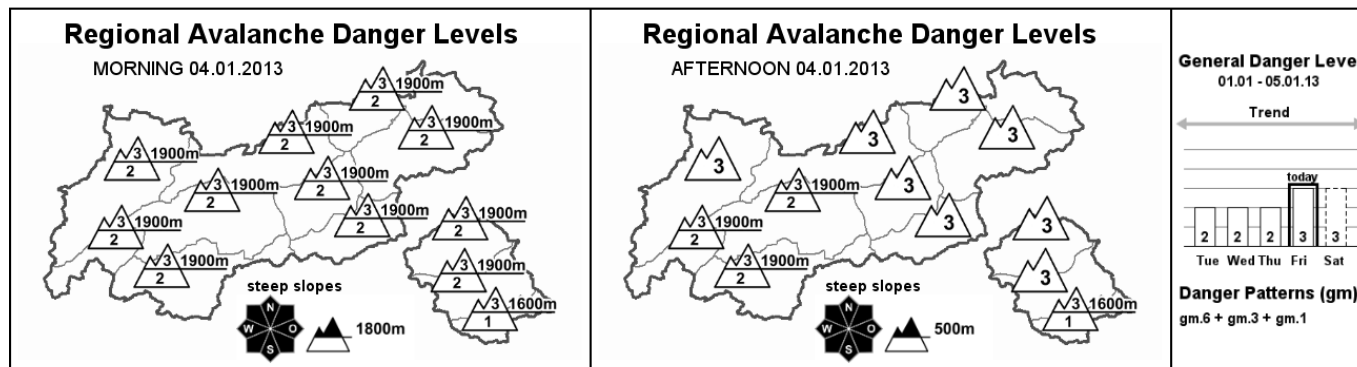 Regional Avalanche Danger Levels
MORNING 04.01.2013
3 1900m
2
3 1900m
2
3 1900m
2
3 1900m
2
3 1900m
2
3 1900m
2
3 1900m
2
3 1900m
2
3 1900m
2
3 1900m
2
3 1900m
2
3 1600m
1
steep slopes
N
W O
S
1800m
Regional Avalanche Danger Levels
AFTERNOON 04.01.2013
3
3
3
3
3
3 1900m
2
3
3
3 1900m
2
3 1900m
2
3
3 1600m
1
steep slopes
N
W O
S
500m
General Danger Leve
01.01 - 05.01.13
Trend
today
2 2 2 3 3
Tue Wed Thu Fri Sat
Danger Patterns (gm)
gm.6 + gm.3 + gm.1